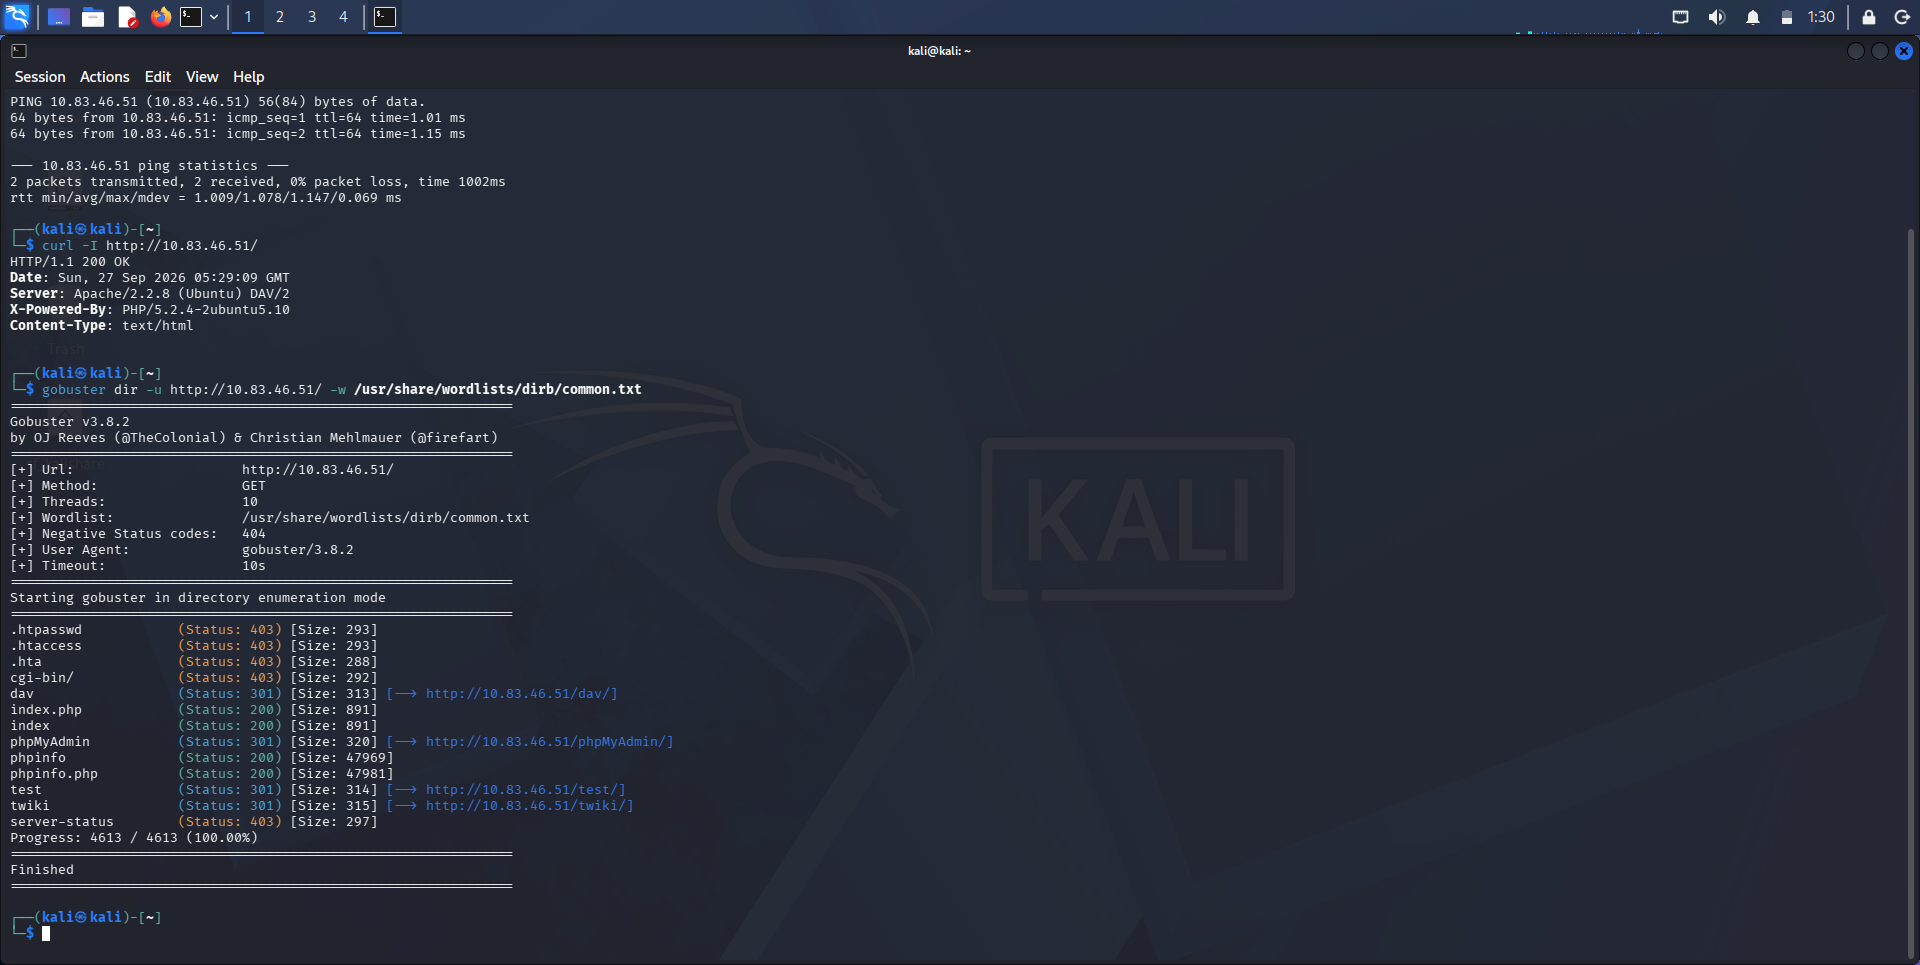 1 2 3 4 1:30
kali@kali: ~
Session Actions Edit View Help
PING 10.83.46.51 (10.83.46.51) 56(84) bytes of data.
64 bytes from 10.83.46.51: icmp_seq=1 ttl=64 time=1.01 ms
64 bytes from 10.83.46.51: icmp_seq=2 ttl=64 time=1.15 ms
--- 10.83.46.51 ping statistics ---
2 packets transmitted, 2 received, 0% packet loss, time 1002ms
rtt min/avg/max/mdev = 1.009/1.078/1.147/0.069 ms
┌──(kali㉿kali)-[~]
└─$ curl -I http://10.83.46.51/
HTTP/1.1 200 OK
Date: Sun, 27 Sep 2026 05:29:09 GMT
Server: Apache/2.2.8 (Ubuntu) DAV/2
X-Powered-By: PHP/5.2.4-2ubuntu5.10
Content-Type: text/html
Trash
┌──(kali㉿kali)-[~]
└─$ gobuster dir -u http://10.83.46.51/ -w /usr/share/wordlists/dirb/common.txt
===============================================================
Gobuster v3.8.2
by OJ Reeves (@TheColonial) & Christian Mehlmauer (@firefart)
===============================================================
[+] Url: http://10.83.46.51/
[+] Method: GET
[+] Threads: 10
[+] Wordlist: /usr/share/wordlists/dirb/common.txt
[+] Negative Status codes: 404
[+] User Agent: gobuster/3.8.2
[+] Timeout: 10s
===============================================================
Starting gobuster in directory enumeration mode
===============================================================
.htpasswd (Status: 403) [Size: 293]
.htaccess (Status: 403) [Size: 293]
.hta (Status: 403) [Size: 288]
cgi-bin/ (Status: 403) [Size: 292]
dav (Status: 301) [Size: 313] [--> http://10.83.46.51/dav/]
index.php (Status: 200) [Size: 891]
index (Status: 200) [Size: 891]
phpMyAdmin (Status: 301) [Size: 320] [--> http://10.83.46.51/phpMyAdmin/]
phpinfo (Status: 200) [Size: 47969]
phpinfo.php (Status: 200) [Size: 47981]
test (Status: 301) [Size: 314] [--> http://10.83.46.51/test/]
twiki (Status: 301) [Size: 315] [--> http://10.83.46.51/twiki/]
server-status (Status: 403) [Size: 297]
Progress: 4613 / 4613 (100.00%)
===============================================================
Finished
===============================================================
┌──(kali㉿kali)-[~]
└─$
KALI